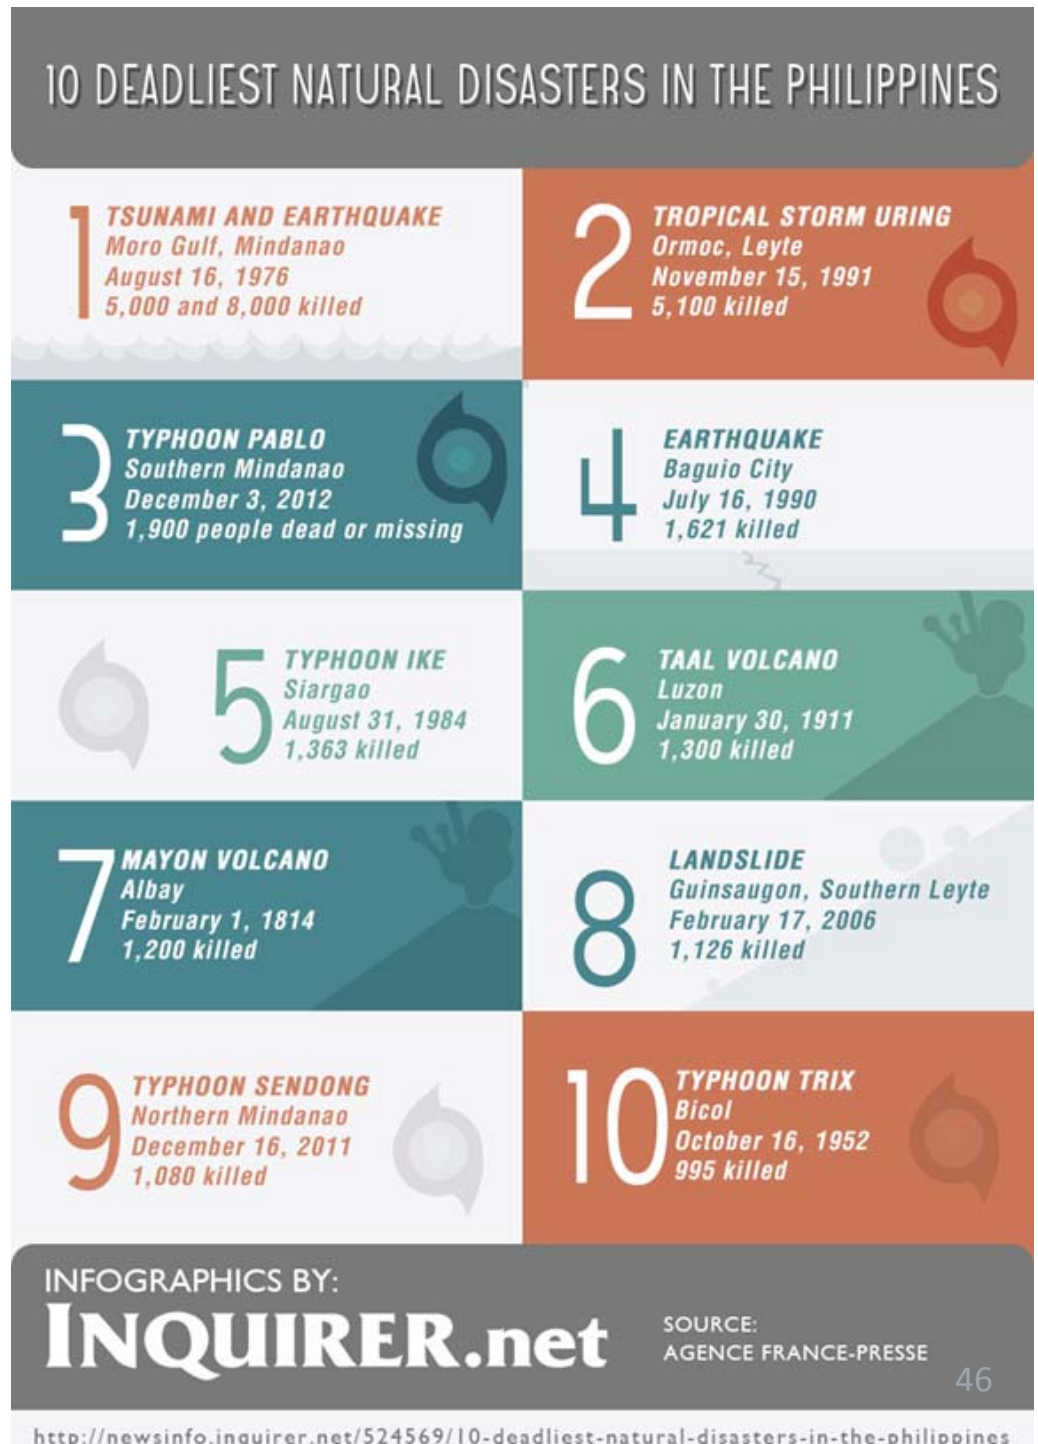 10 DEADLIEST NATURAL DISASTERS IN THE PHILIPPINES
1
TSUNAMI AND EARTHQUAKE
Moro Gulf, Mindanao
August 16, 1976
5,000 and 8,000 killed
2
TROPICAL STORM URING
Ormoc, Leyte
November 15, 1991
5,100 killed
3
TYPHOON PABLO
Southern Mindanao
December 3, 2012
1,900 people dead or missing
4
EARTHQUAKE
Baguio City
July 16, 1990
1,621 killed
5
TYPHOON IKE
Siargao
August 31, 1984
1,363 killed
6
TAAL VOLCANO
Luzon
January 30, 1911
1,300 killed
7
MAYON VOLCANO
Albay
February 1, 1814
1,200 killed
8
LANDSLIDE
Guinsaugon, Southern Leyte
February 17, 2006
1,126 killed
9
TYPHOON SENDONG
Northern Mindanao
December 16, 2011
1,080 killed
10
TYPHOON TRIX
Bicol
October 16, 1952
995 killed
INFOGRAPHICS BY:
INQUIRER.net
SOURCE:
AGENCE FRANCE-PRESSE
46
http://newsinfo.inquirer.net/524569/10-deadliest-natural-disasters-in-the-philippines